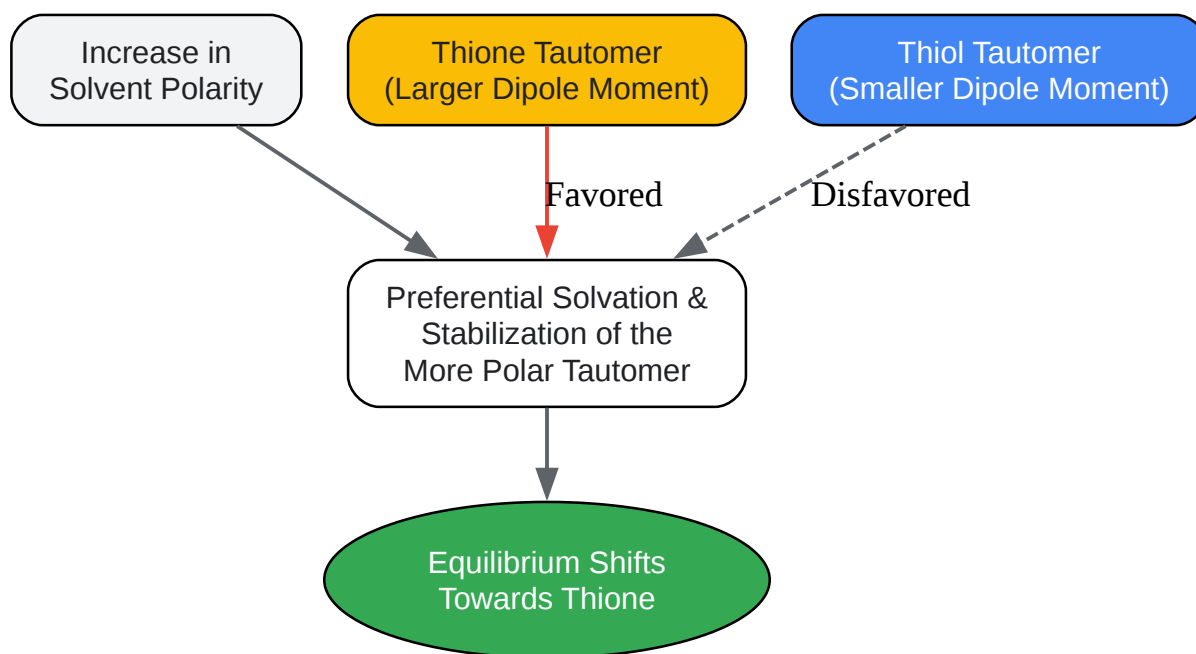 Increase in
Solvent Polarity
Thione Tautomer
(Larger Dipole Moment)
Thiol Tautomer
(Smaller Dipole Moment)
Favored
Disfavored
Preferential Solvation &
Stabilization of the
More Polar Tautomer
Equilibrium Shifts
Towards Thione